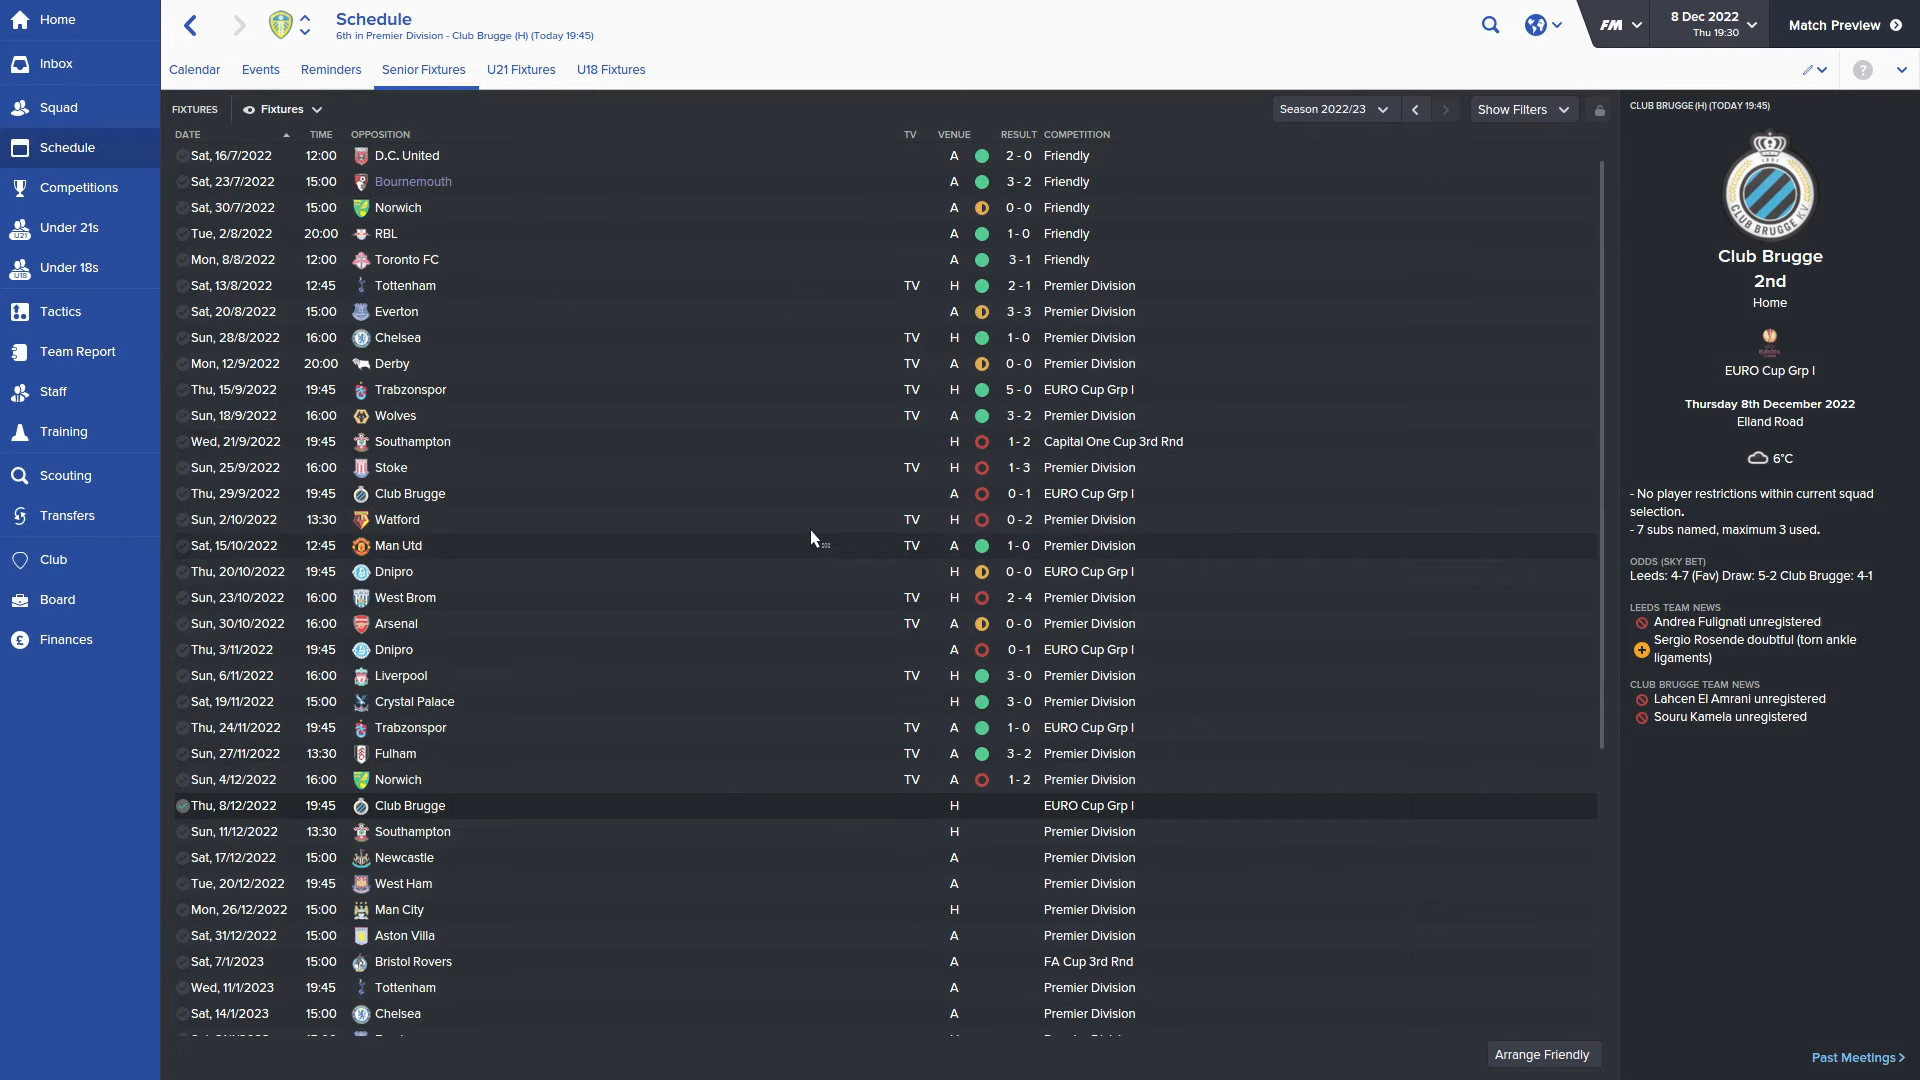 Home
Inbox
Squad
Schedule
Competitions
Under 21s
Under 18s
Tactics
Team Report
Staff
Training
Scouting
Transfers
Club
Board
Finances
Schedule
6th in Premier Division - Club Brugge (H) (Today 19:45)
FM
8 Dec 2022
Thu 19:30
Match Preview
Calendar Events Reminders Senior Fixtures U21 Fixtures U18 Fixtures
FIXTURES Fixtures Season 2022/23 Show Filters
DATE TIME OPPOSITION TV VENUE RESULT COMPETITION
Sat, 16/7/2022 12:00 D.C. United A 2 - 0 Friendly
Sat, 23/7/2022 15:00 Bournemouth A 3 - 2 Friendly
Sat, 30/7/2022 15:00 Norwich A 0 - 0 Friendly
Tue, 2/8/2022 20:00 RBL A 1 - 0 Friendly
Mon, 8/8/2022 12:00 Toronto FC A 3 - 1 Friendly
Sat, 13/8/2022 12:45 Tottenham TV H 2 - 1 Premier Division
Sat, 20/8/2022 15:00 Everton A 3 - 3 Premier Division
Sun, 28/8/2022 16:00 Chelsea TV H 1 - 0 Premier Division
Mon, 12/9/2022 20:00 Derby TV A 0 - 0 Premier Division
Thu, 15/9/2022 19:45 Trabzonspor TV H 5 - 0 EURO Cup Grp I
Sun, 18/9/2022 16:00 Wolves TV A 3 - 2 Premier Division
Wed, 21/9/2022 19:45 Southampton H 1 - 2 Capital One Cup 3rd Rnd
Sun, 25/9/2022 16:00 Stoke TV H 1 - 3 Premier Division
Thu, 29/9/2022 19:45 Club Brugge A 0 - 1 EURO Cup Grp I
Sun, 2/10/2022 13:30 Watford TV H 0 - 2 Premier Division
Sat, 15/10/2022 12:45 Man Utd TV A 1 - 0 Premier Division
Thu, 20/10/2022 19:45 Dnipro H 0 - 0 EURO Cup Grp I
Sun, 23/10/2022 16:00 West Brom TV H 2 - 4 Premier Division
Sun, 30/10/2022 16:00 Arsenal TV A 0 - 0 Premier Division
Thu, 3/11/2022 19:45 Dnipro A 0 - 1 EURO Cup Grp I
Sun, 6/11/2022 16:00 Liverpool TV H 3 - 0 Premier Division
Sat, 19/11/2022 15:00 Crystal Palace H 3 - 0 Premier Division
Thu, 24/11/2022 19:45 Trabzonspor TV A 1 - 0 EURO Cup Grp I
Sun, 27/11/2022 13:30 Fulham TV A 3 - 2 Premier Division
Sun, 4/12/2022 16:00 Norwich TV A 1 - 2 Premier Division
Thu, 8/12/2022 19:45 Club Brugge H EURO Cup Grp I
Sun, 11/12/2022 13:30 Southampton H Premier Division
Sat, 17/12/2022 15:00 Newcastle A Premier Division
Tue, 20/12/2022 19:45 West Ham A Premier Division
Mon, 26/12/2022 15:00 Man City H Premier Division
Sat, 31/12/2022 15:00 Aston Villa A Premier Division
Sat, 7/1/2023 15:00 Bristol Rovers A FA Cup 3rd Rnd
Wed, 11/1/2023 19:45 Tottenham A Premier Division
Sat, 14/1/2023 15:00 Chelsea A Premier Division
Arrange Friendly
CLUB BRUGGE (H) (TODAY 19:45)
CLUB BRUGGE KV
Club Brugge
2nd
Home
EUROPA
EURO Cup Grp I
Thursday 8th December 2022
Elland Road
6°C
- No player restrictions within current squad
selection.
- 7 subs named, maximum 3 used.
ODDS (SKY BET)
Leeds: 4-7 (Fav) Draw: 5-2 Club Brugge: 4-1
LEEDS TEAM NEWS
Andrea Fulignati unregistered
Sergio Rosende doubtful (torn ankle
ligaments)
CLUB BRUGGE TEAM NEWS
Lahcen El Amrani unregistered
Souru Kamela unregistered
Past Meetings >